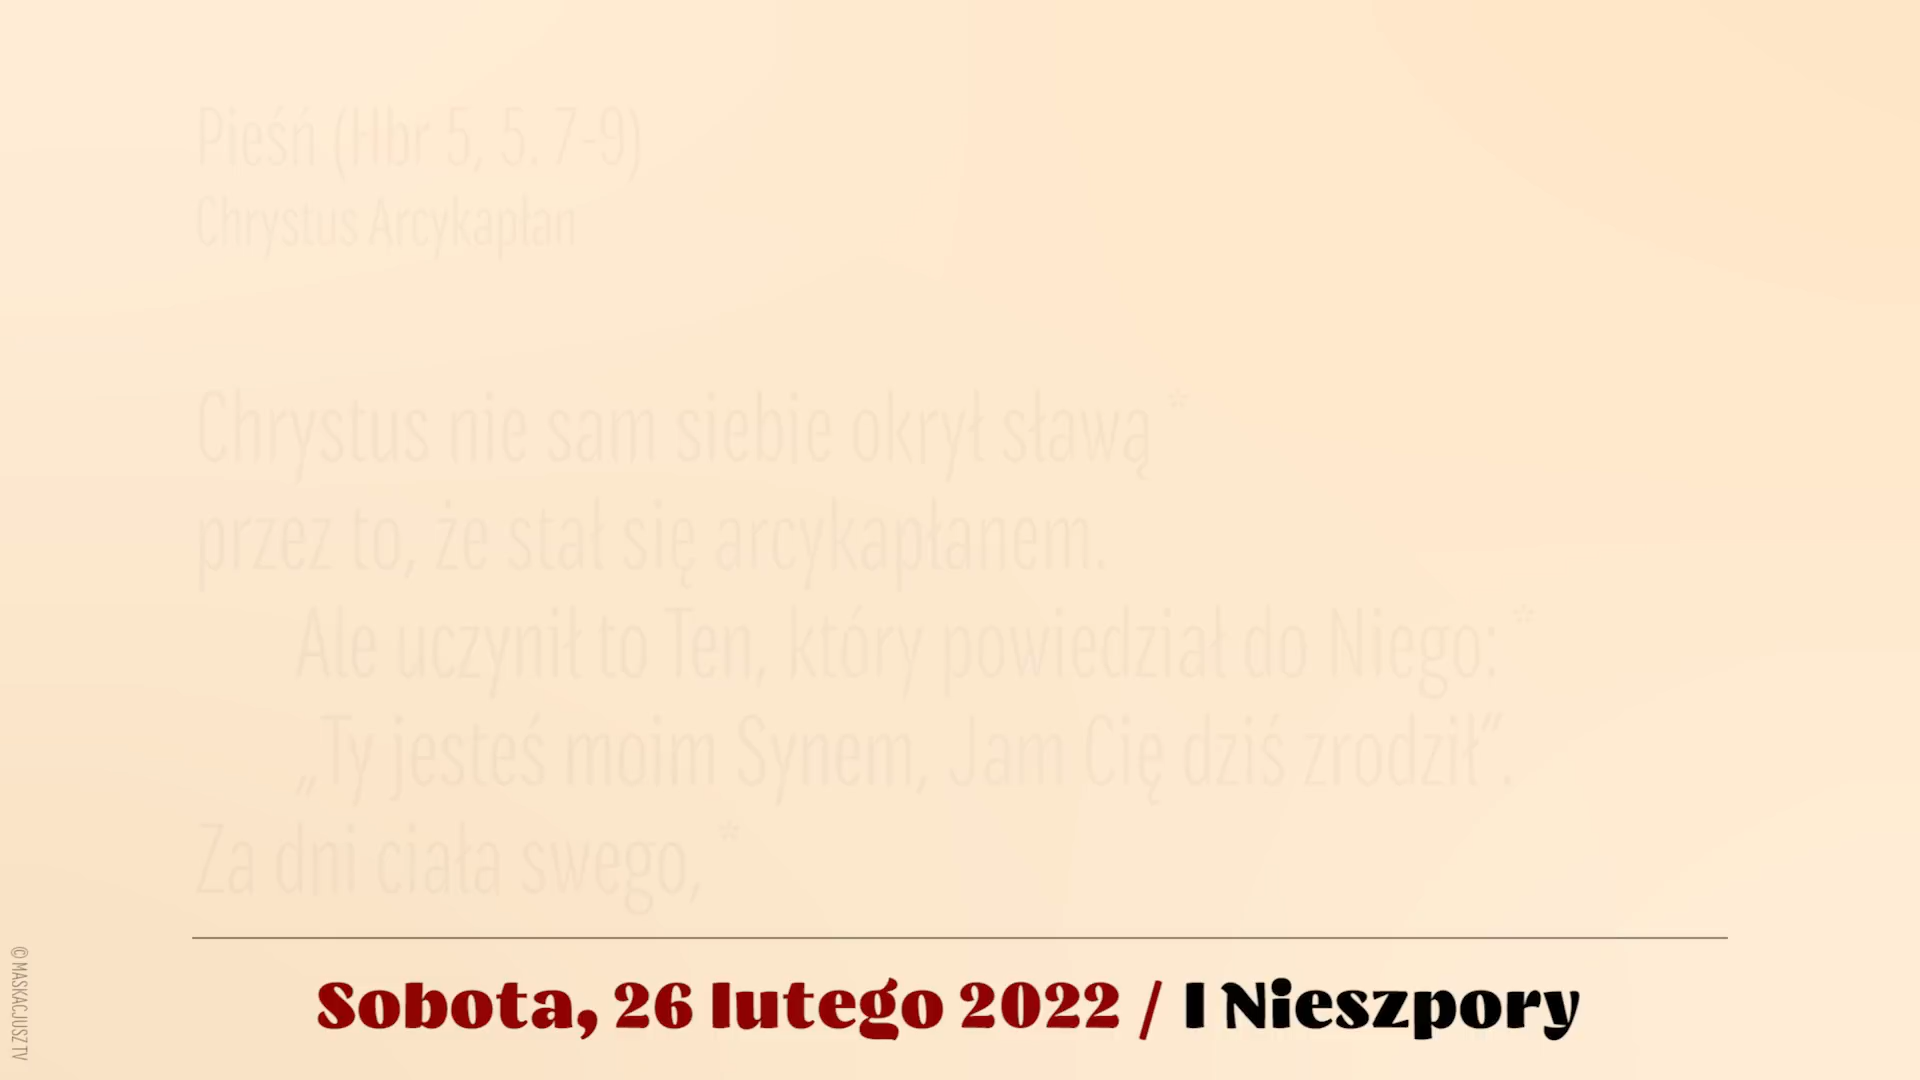 Pieśń (Hbr 5, 5. 7-9)
Chrystus Arcykapłan
Chrystus nie sam siebie okrył sławą *
przez to, że stał się arcykapłanem.
Ale uczynił to Ten, który powiedział do Niego: *
„Ty jesteś moim Synem, Jam Cię dziś zrodził”.
Za dni ciała swego, *
Sobota, 26 lutego 2022 / I Nieszpory
© MASKACJUSZ TV